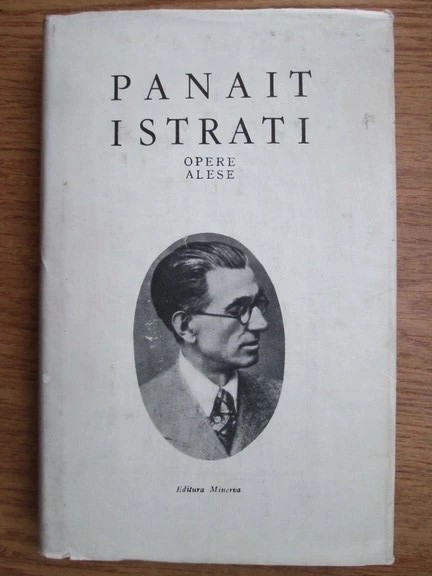 PANAIT
ISTRATI
OPERE
ALESE
Editura Minerva